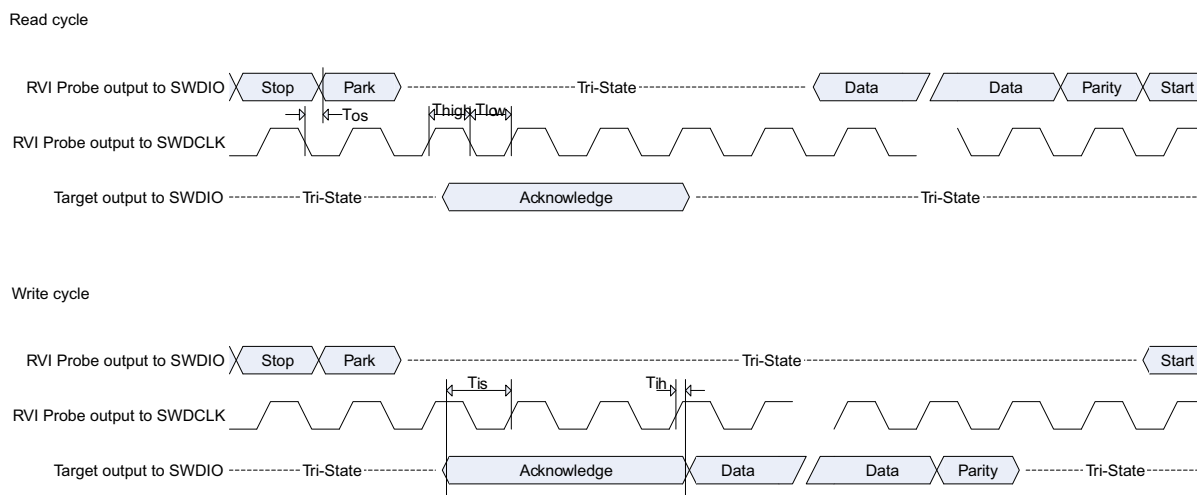 Read cycle
RVI Probe output to SWDIO Stop Park Tri-State Data Data Parity Start
Tos Thigh Tlow
RVI Probe output to SWDCLK
Target output to SWDIO Tri-State Acknowledge Tri-State
Write cycle
RVI Probe output to SWDIO Stop Park Tri-State Start
Tis Tih
RVI Probe output to SWDCLK
Target output to SWDIO Tri-State Acknowledge Data Data Parity Tri-State